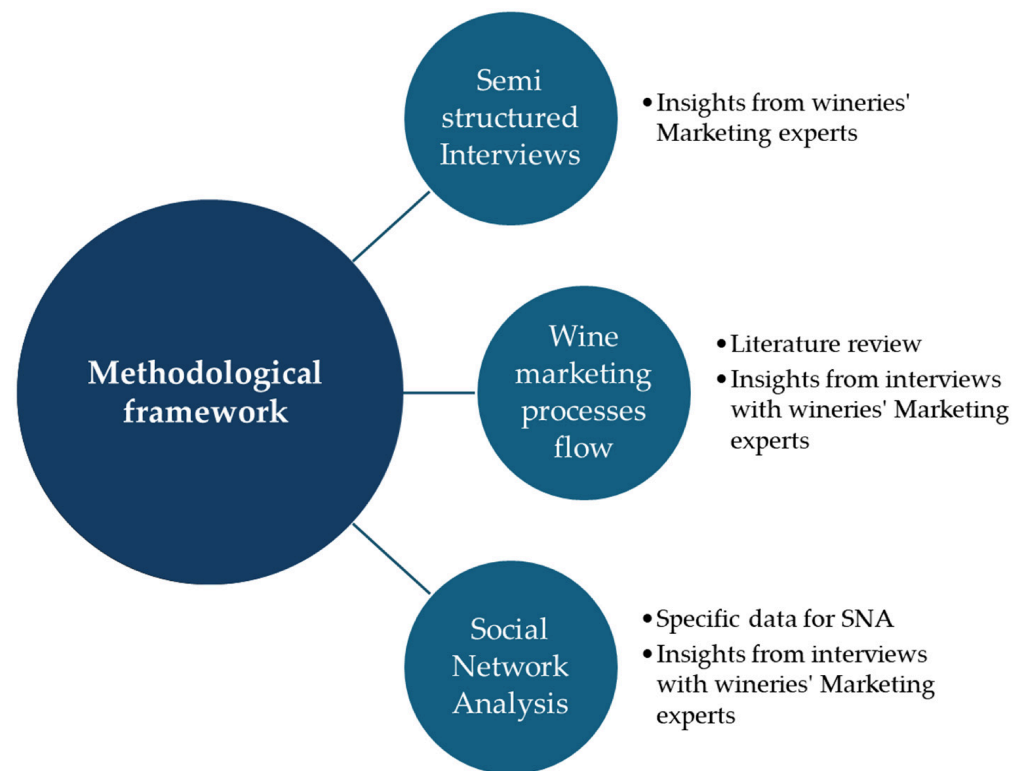 Methodological
framework
Semi
structured
Interviews
•Insights from wineries'
Marketing experts
Wine
marketing
processes
flow
•Literature review
•Insights from interviews
with wineries' Marketing
experts
Social
Network
Analysis
•Specific data for SNA
•Insights from interviews
with wineries' Marketing
experts